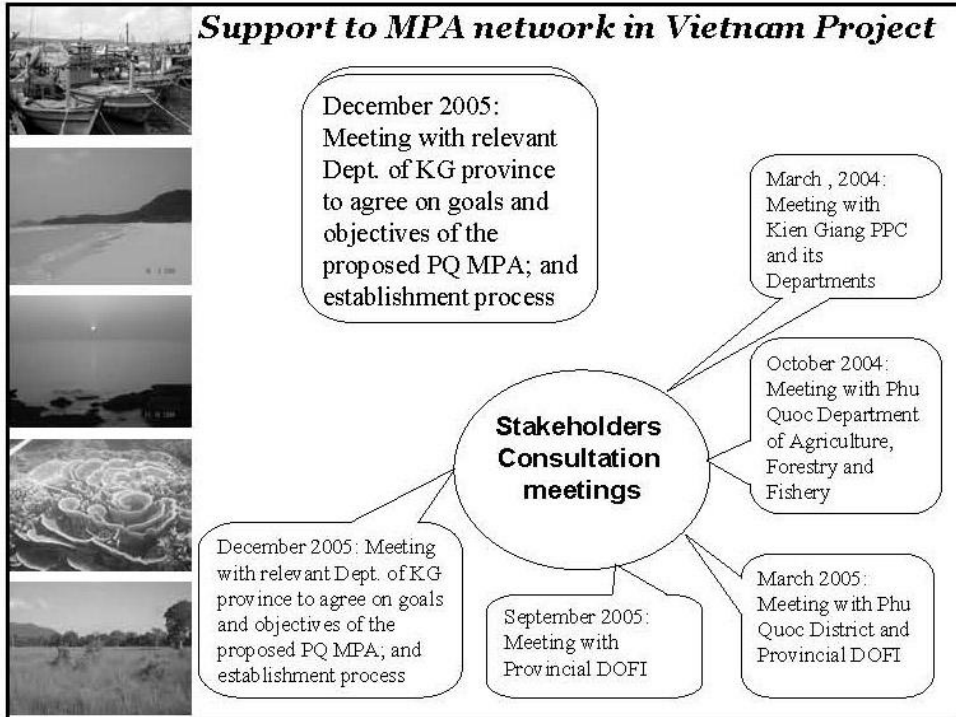 Support to MPA network in Vietnam Project
December 2005:
Meeting with relevant
Dept. of KG province
to agree on goals and
objectives of the
proposed PQ MPA; and
establishment process
March , 2004:
Meeting with
Kien Giang PPC
and its
Departments
October 2004:
Meeting with Phu
Quoc Department
of Agriculture,
Forestry and
Fishery
Stakeholders
Consultation
meetings
March 2005:
Meeting with Phu
Quoc District and
Provincial DOFI
September 2005:
Meeting with
Provincial DOFI
December 2005: Meeting
with relevant Dept. of KG
province to agree on goals
and objectives of the
proposed PQ MPA; and
establishment process